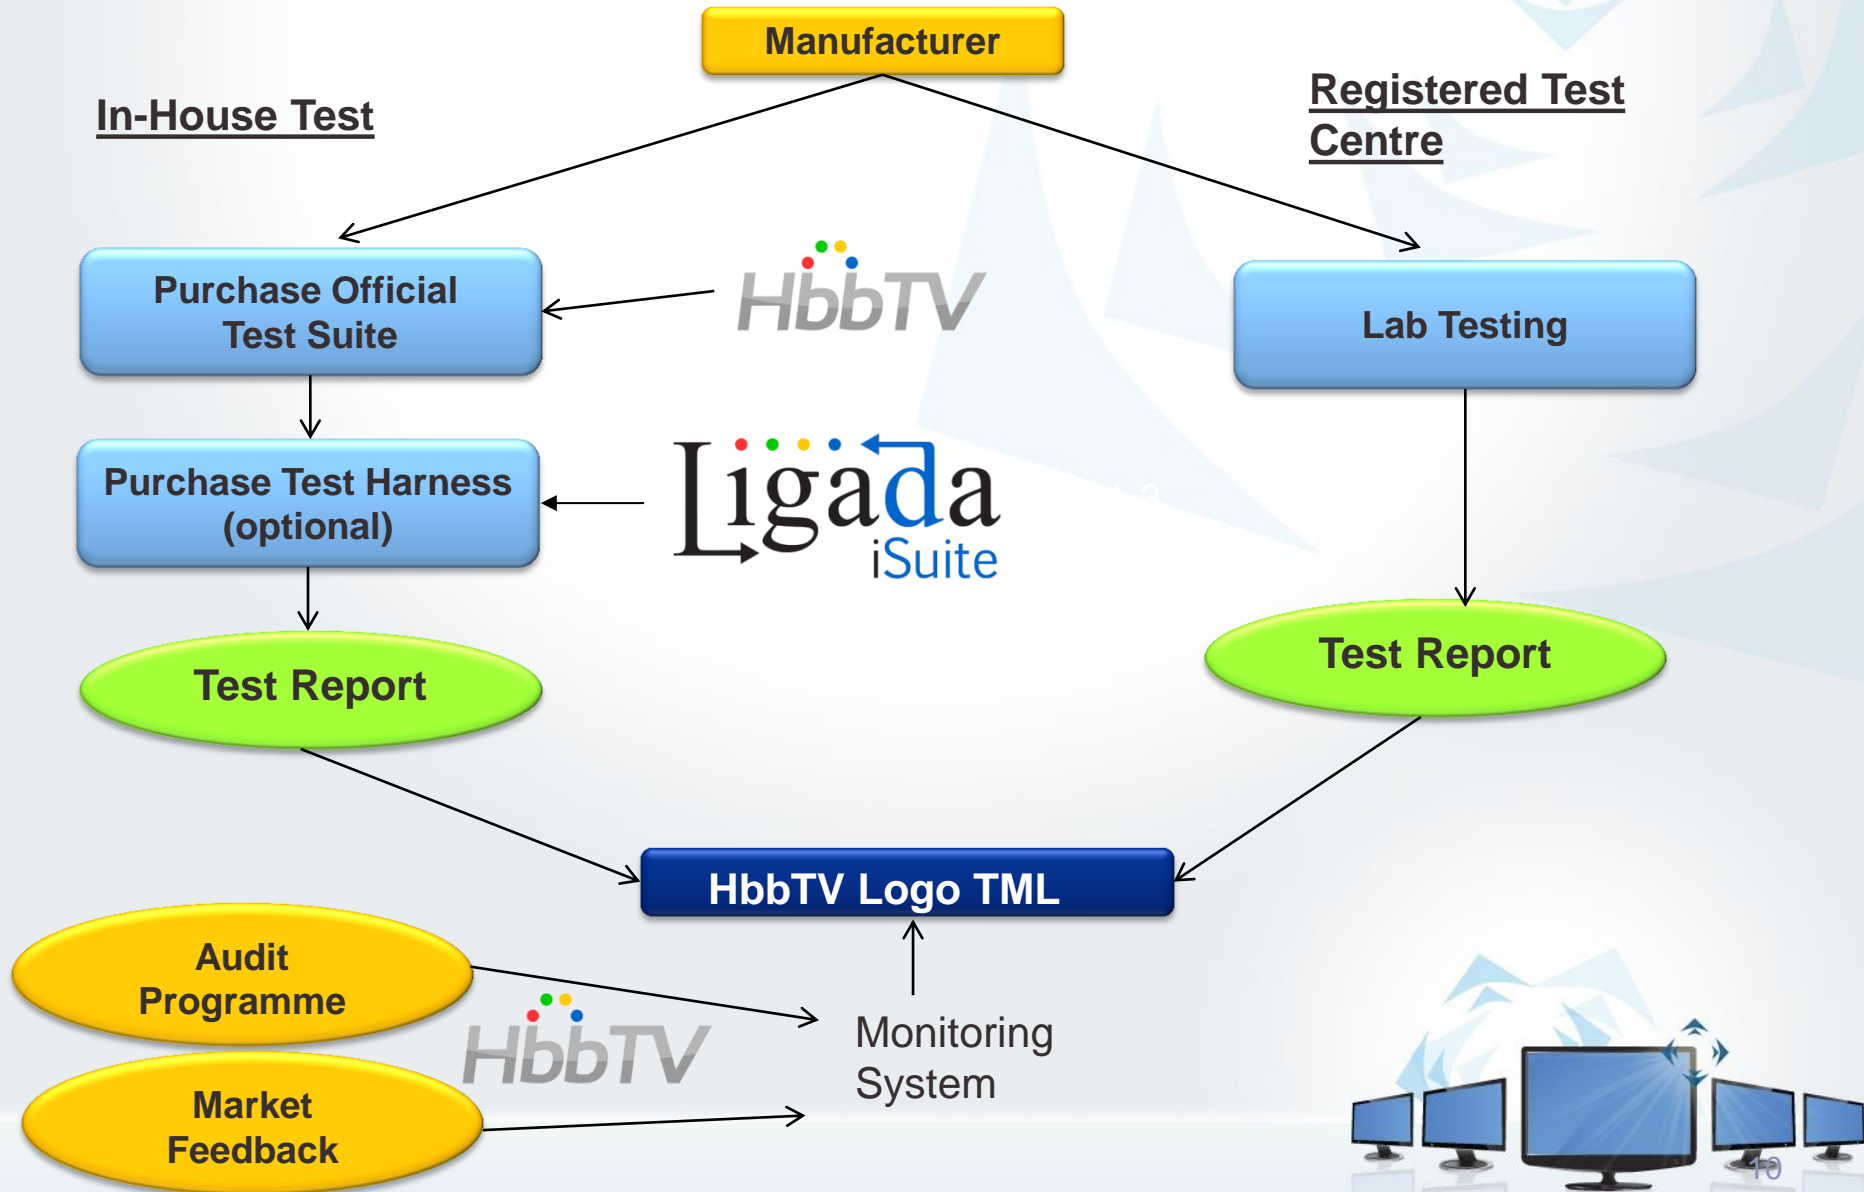 Manufacturer
In-House Test
Registered Test
Centre
Purchase Official
Test Suite
HbbTV
Lab Testing
Purchase Test Harness
(optional)
Ligada
iSuite
Test Report
Test Report
HbbTV Logo TML
Audit
Programme
HbbTV
Monitoring
System
Market
Feedback
10